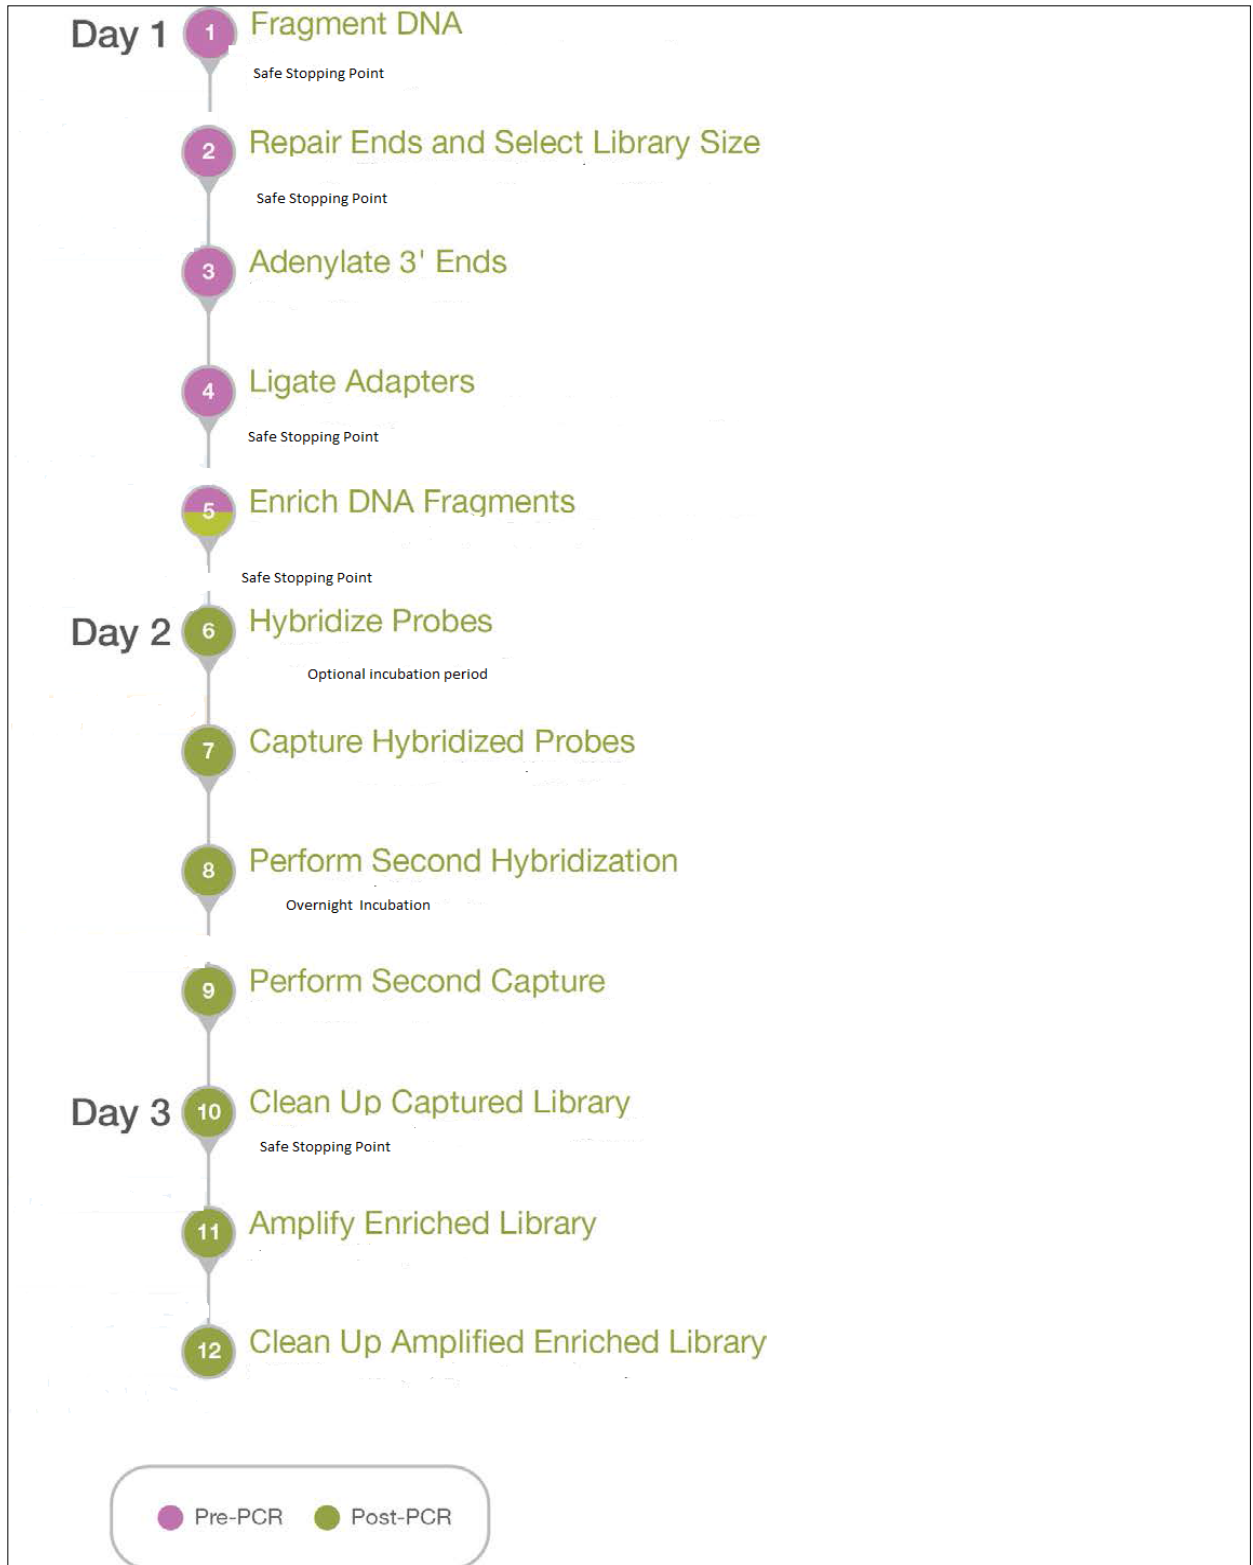 Day 1
1
Fragment DNA
Safe Stopping Point
2
Repair Ends and Select Library Size
Safe Stopping Point
3
Adenylate 3' Ends
4
Ligate Adapters
Safe Stopping Point
5
Enrich DNA Fragments
Safe Stopping Point
Day 2
6
Hybridize Probes
Optional incubation period
7
Capture Hybridized Probes
8
Perform Second Hybridization
Overnight Incubation
9
Perform Second Capture
Day 3
10
Clean Up Captured Library
Safe Stopping Point
11
Amplify Enriched Library
12
Clean Up Amplified Enriched Library
Pre-PCR
Post-PCR